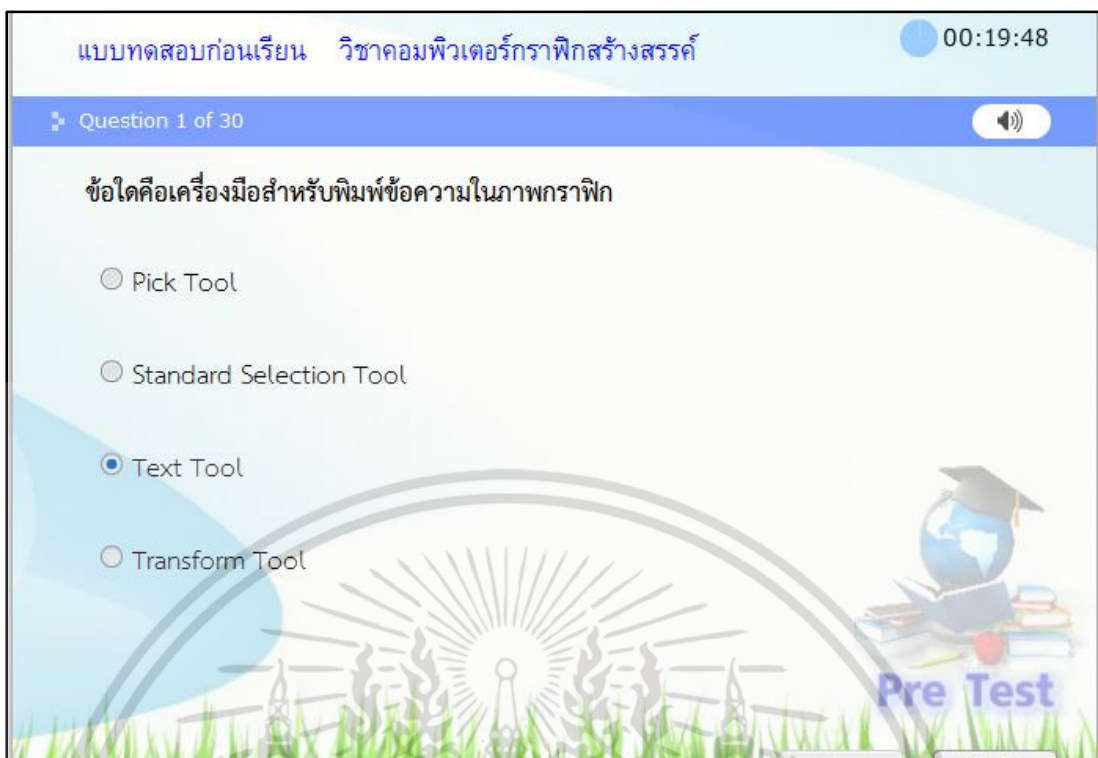 แบบทดสอบก่อนเรียน วิชาคอมพิวเตอร์กราฟิกสร้างสรรค์
00:19:48
Question 1 of 30
ข้อใดคือเครื่องมือสำหรับพิมพ์ข้อความในภาพกราฟิก
Pick Tool
Standard Selection Tool
Text Tool
Transform Tool
Pre Test